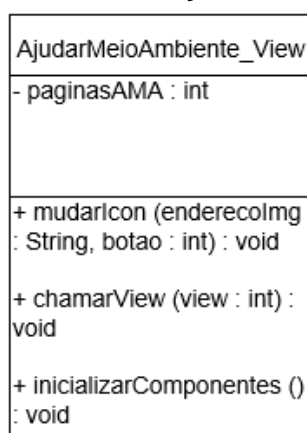 AjudarMeioAmbiente_View
- paginasAMA : int
+ mudarIcon (enderecoImg
: String, botao : int) : void
+ chamarView (view : int) :
void
+ inicializarComponentes ()
: void